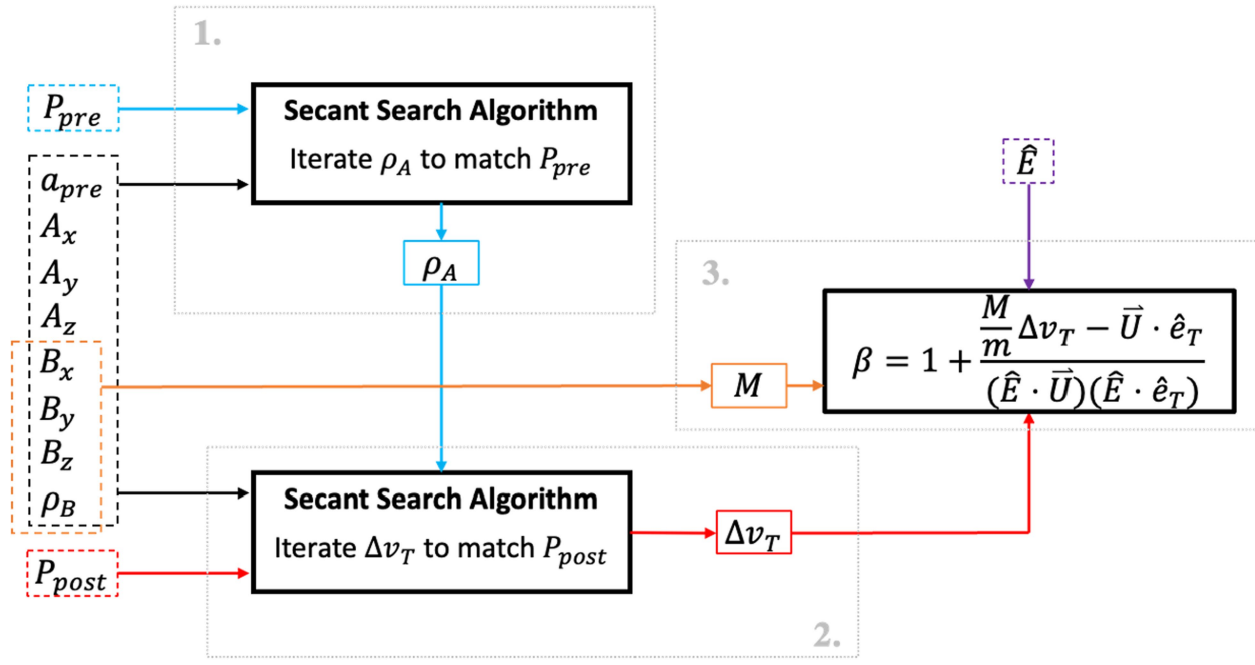 1.
P_pre
Secant Search Algorithm
Iterate ρ_A to match P_pre
a_pre
A_x
A_y
A_z
B_x
B_y
B_z
ρ_B
ρ_A
Ê
3.
β = 1 + (M/m Δv_T − U⃗ · ê_T) / ((Ê · U⃗)(Ê · ê_T))
M
Secant Search Algorithm
Iterate Δv_T to match P_post
Δv_T
P_post
2.